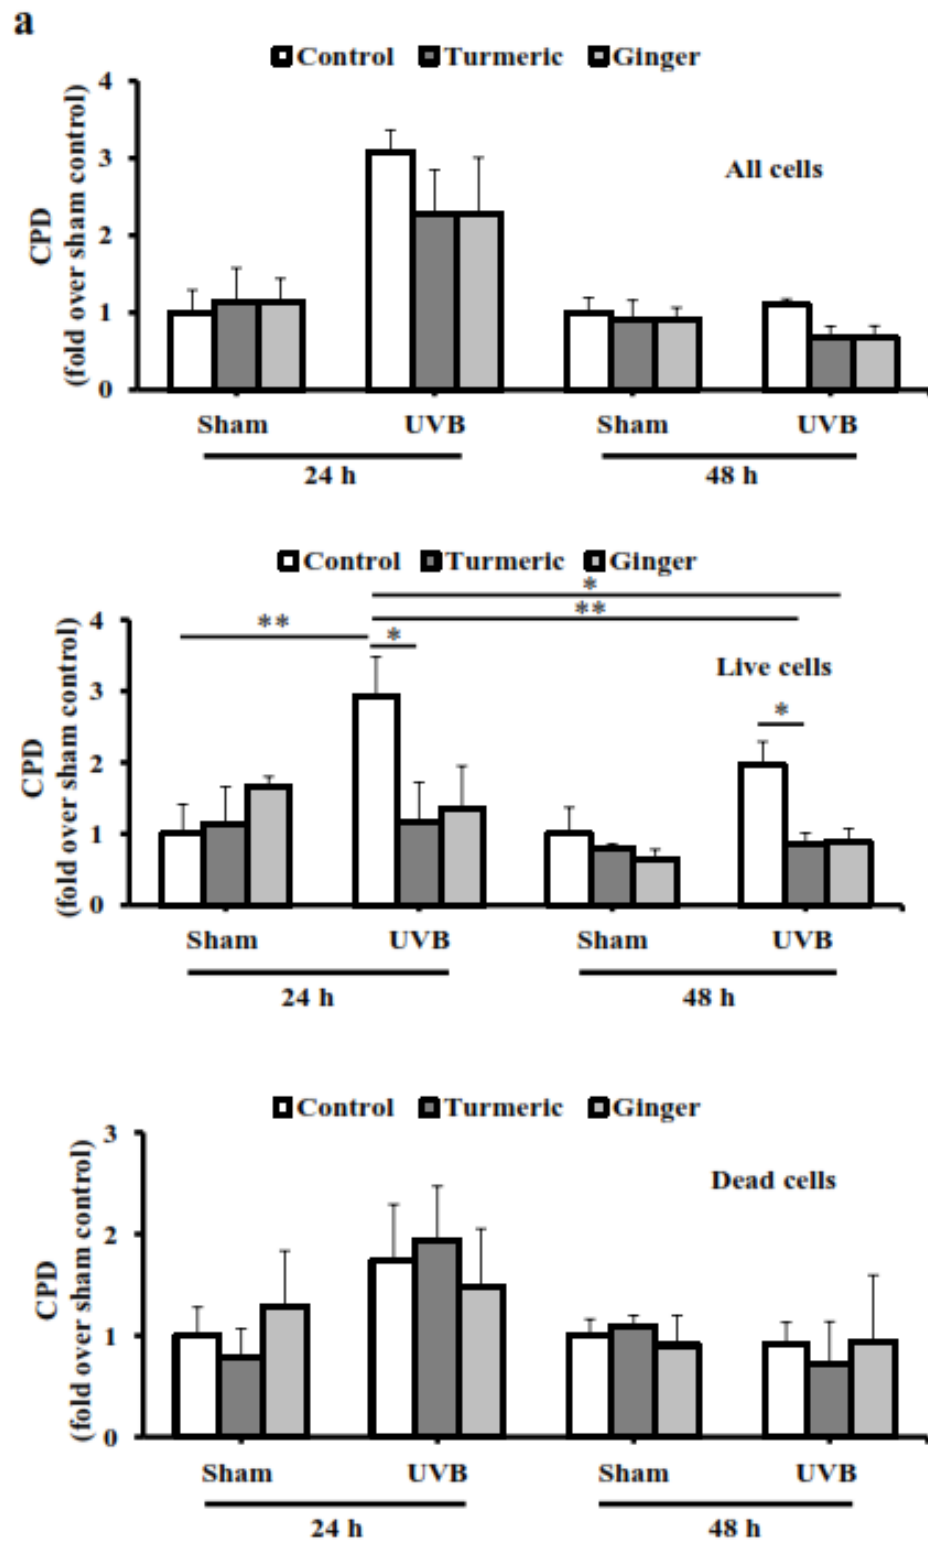 a
Control Turmeric Ginger
4
3
2
1
0
CPD
(fold over sham control)
All cells
Sham UVB Sham UVB
24 h 48 h
Control Turmeric Ginger
*
**
** *
*
4
3
2
1
0
CPD
(fold over sham control)
Live cells
Sham UVB Sham UVB
24 h 48 h
Control Turmeric Ginger
3
2
1
0
CPD
(fold over sham control)
Dead cells
Sham UVB Sham UVB
24 h 48 h